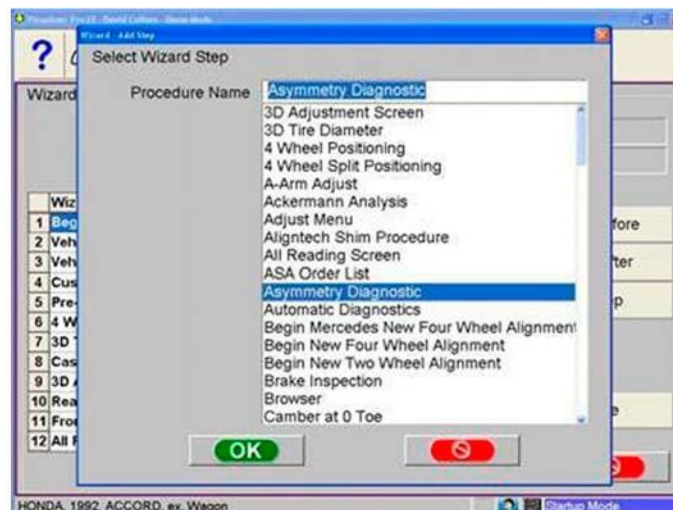 Wizard - Add Step
?
Select Wizard Step
Wizard
Procedure Name
Asymmetry Diagnostic
3D Adjustment Screen
3D Tire Diameter
4 Wheel Positioning
4 Wheel Split Positioning
A-Arm Adjust
Ackermann Analysis
Adjust Menu
Aligntech Shim Procedure
All Reading Screen
ASA Order List
Asymmetry Diagnostic
Automatic Diagnostics
Begin Mercedes New Four Wheel Alignment
Begin New Four Wheel Alignment
Begin New Two Wheel Alignment
Brake Inspection
Browser
Camber at 0 Toe
Wiz
1 Beg
2 Veh
3 Veh
4 Cus
5 Pre-
6 4 W
7 3D
8 Cas
9 3D
10 Rea
11 Fro
12 All
fore
ter
p
e
OK
HONDA, 1992, ACCORD, ex, Wagon
Startup Mode